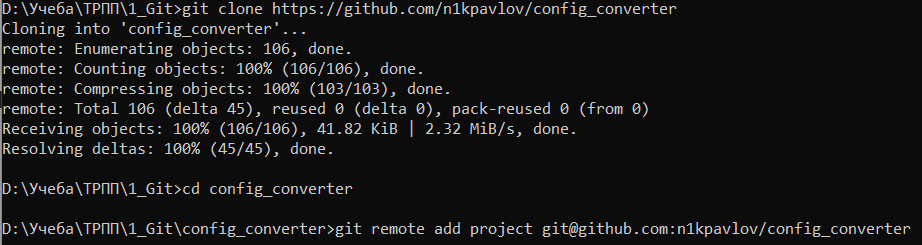 D:\Учеба\ТРПП\1_Git>git clone https://github.com/n1kpavlov/config_converter
Cloning into 'config_converter'...
remote: Enumerating objects: 106, done.
remote: Counting objects: 100% (106/106), done.
remote: Compressing objects: 100% (103/103), done.
remote: Total 106 (delta 45), reused 0 (delta 0), pack-reused 0 (from 0)
Receiving objects: 100% (106/106), 41.82 KiB | 2.32 MiB/s, done.
Resolving deltas: 100% (45/45), done.
D:\Учеба\ТРПП\1_Git>cd config_converter
D:\Учеба\ТРПП\1_Git\config_converter>git remote add project git@github.com:n1kpavlov/config_converter